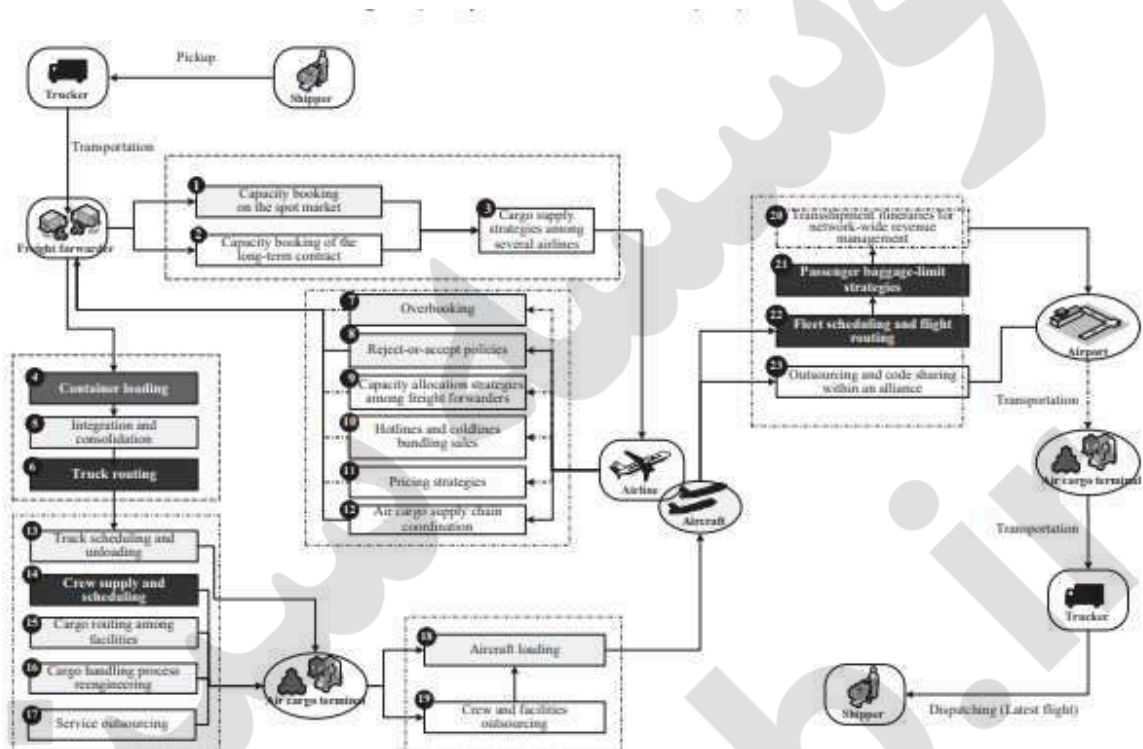 Pickup
Trucker
Shipper
Transportation
Freight forwarder
1
Capacity booking
on the spot market
2
Capacity booking of the
long-term contract
3
Cargo supply
strategies among
several airlines
4
Container loading
5
Integration and
consolidation
6
Truck routing
7
Overbooking
8
Reject-or-accept policies
9
Capacity allocation strategies
among freight forwarders
10
Hotlines and coldlines
bundling sales
11
Pricing strategies
12
Air cargo supply chain
coordination
Airline
Aircraft
13
Track scheduling and
unloading
14
Crew supply and
scheduling
15
Cargo routing among
facilities
16
Cargo handling process
reengineering
17
Service outsourcing
Air cargo terminal
18
Aircraft loading
19
Crew and facilities
outsourcing
20
Transshipment itineraries for
network-wide revenue
management
21
Passenger baggage-limit
strategies
22
Fleet scheduling and flight
routing
23
Outsourcing and code sharing
within an alliance
Airport
Transportation
Air cargo terminal
Transportation
Trucker
Dispatching (Latest flight)
Shipper